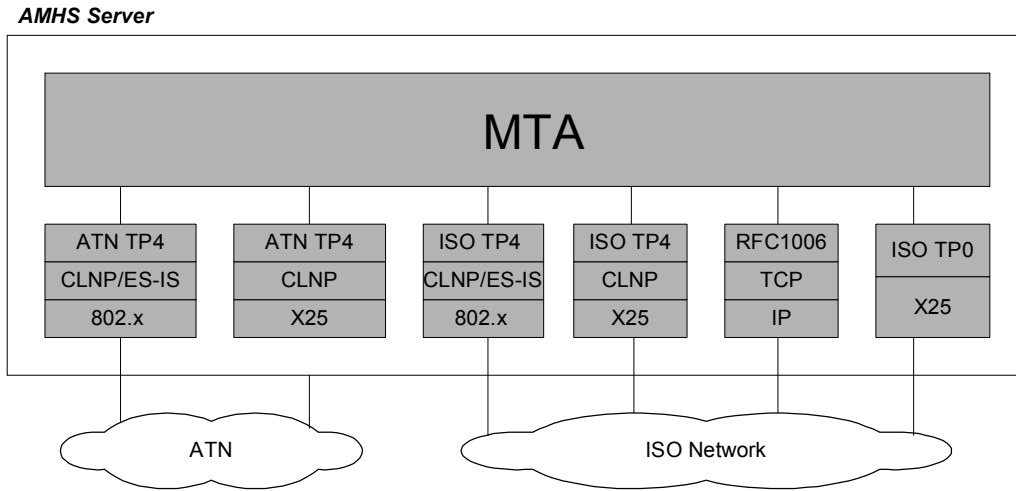 AMHS Server
MTA
ATN TP4
CLNP/ES-IS
802.x
ATN TP4
CLNP
X25
ISO TP4
CLNP/ES-IS
802.x
ISO TP4
CLNP
X25
RFC1006
TCP
IP
ISO TP0
X25
ATN
ISO Network